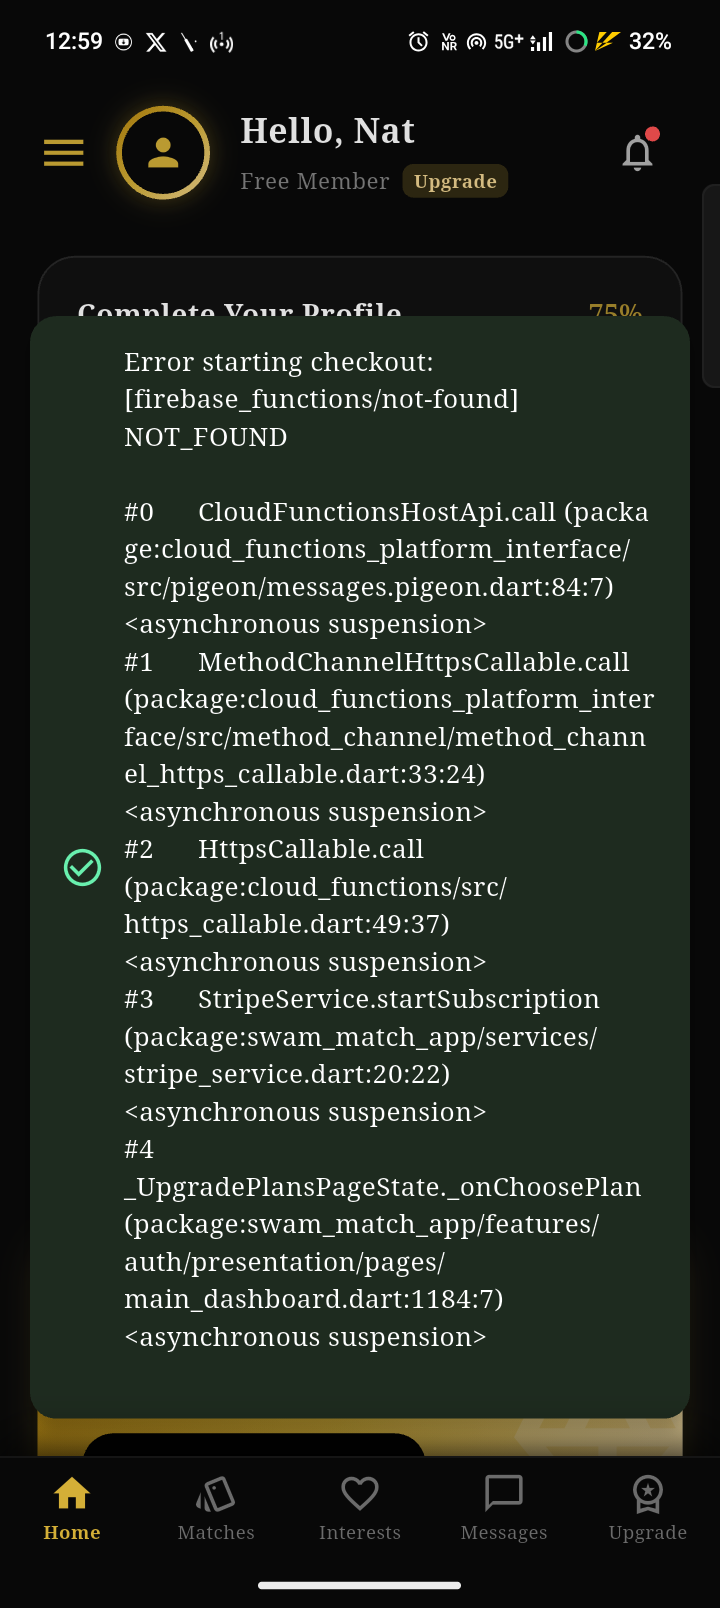 12:59
1
Vo
NR
5G+
32%
Hello, Nat
Free Member
Upgrade
Complete Your Profile
75%
Error starting checkout:
[firebase_functions/not-found]
NOT_FOUND
#0 CloudFunctionsHostApi.call (packa
ge:cloud_functions_platform_interface/
src/pigeon/messages.pigeon.dart:84:7)
<asynchronous suspension>
#1 MethodChannelHttpsCallable.call
(package:cloud_functions_platform_inter
face/src/method_channel/method_chann
el_https_callable.dart:33:24)
<asynchronous suspension>
#2 HttpsCallable.call
(package:cloud_functions/src/
https_callable.dart:49:37)
<asynchronous suspension>
#3 StripeService.startSubscription
(package:swam_match_app/services/
stripe_service.dart:20:22)
<asynchronous suspension>
#4
_UpgradePlansPageState._onChoosePlan
(package:swam_match_app/features/
auth/presentation/pages/
main_dashboard.dart:1184:7)
<asynchronous suspension>
Home
Matches
Interests
Messages
Upgrade